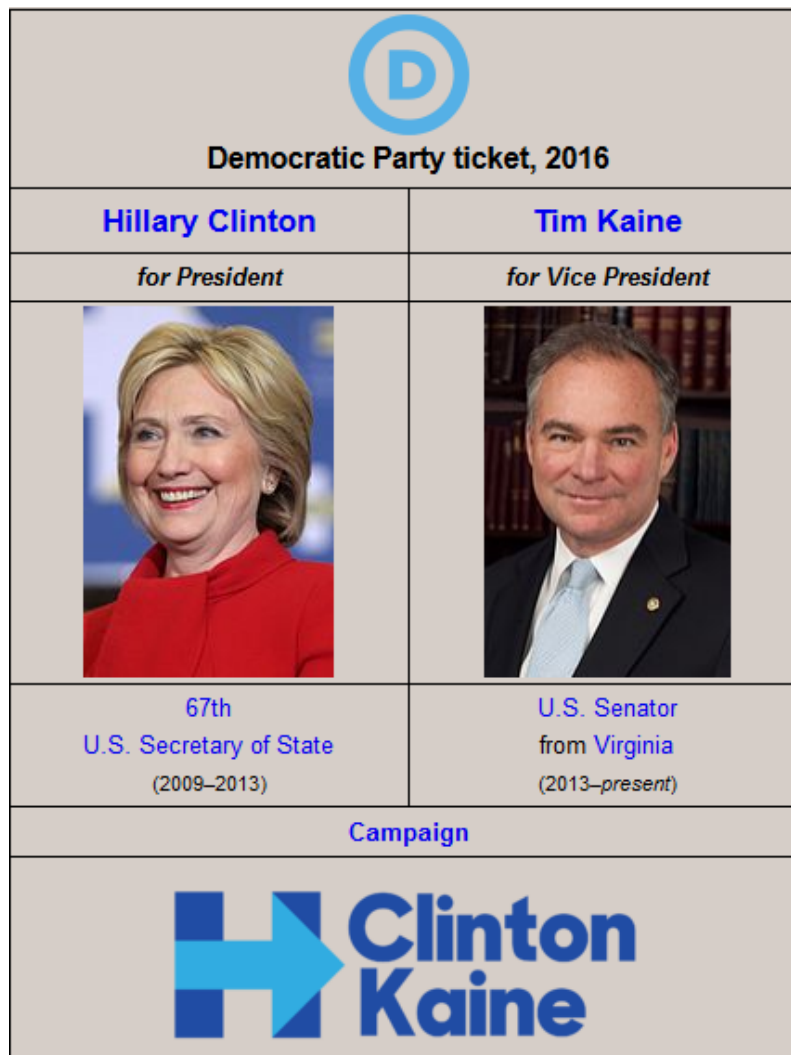 D
Democratic Party ticket, 2016
Hillary Clinton
Tim Kaine
for President
for Vice President
67th
U.S. Secretary of State
(2009–2013)
U.S. Senator
from Virginia
(2013–present)
Campaign
H
Clinton
Kaine